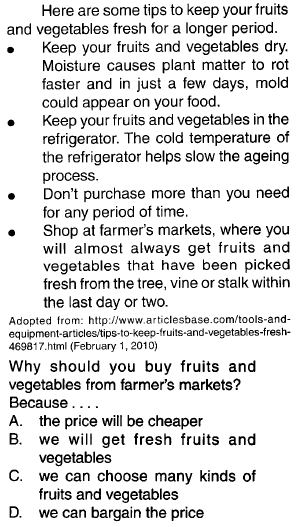 Here are some tips to keep your fruits
and vegetables fresh for a longer period.
• Keep your fruits and vegetables dry.
Moisture causes plant matter to rot
faster and in just a few days, mold
could appear on your food.
• Keep your fruits and vegetables in the
refrigerator. The cold temperature of
the refrigerator helps slow the ageing
process.
• Don't purchase more than you need
for any period of time.
• Shop at farmer's markets, where you
will almost always get fruits and
vegetables that have been picked
fresh from the tree, vine or stalk within
the last day or two.
Adopted from: http://www.articlesbase.com/tools-and-
equipment-articles/tips-to-keep-fruits-and-vegetables-fresh-
469817.html (February 1, 2010)
Why should you buy fruits and
vegetables from farmer's markets?
Because . . . .
A. the price will be cheaper
B. we will get fresh fruits and
vegetables
C. we can choose many kinds of
fruits and vegetables
D. we can bargain the price